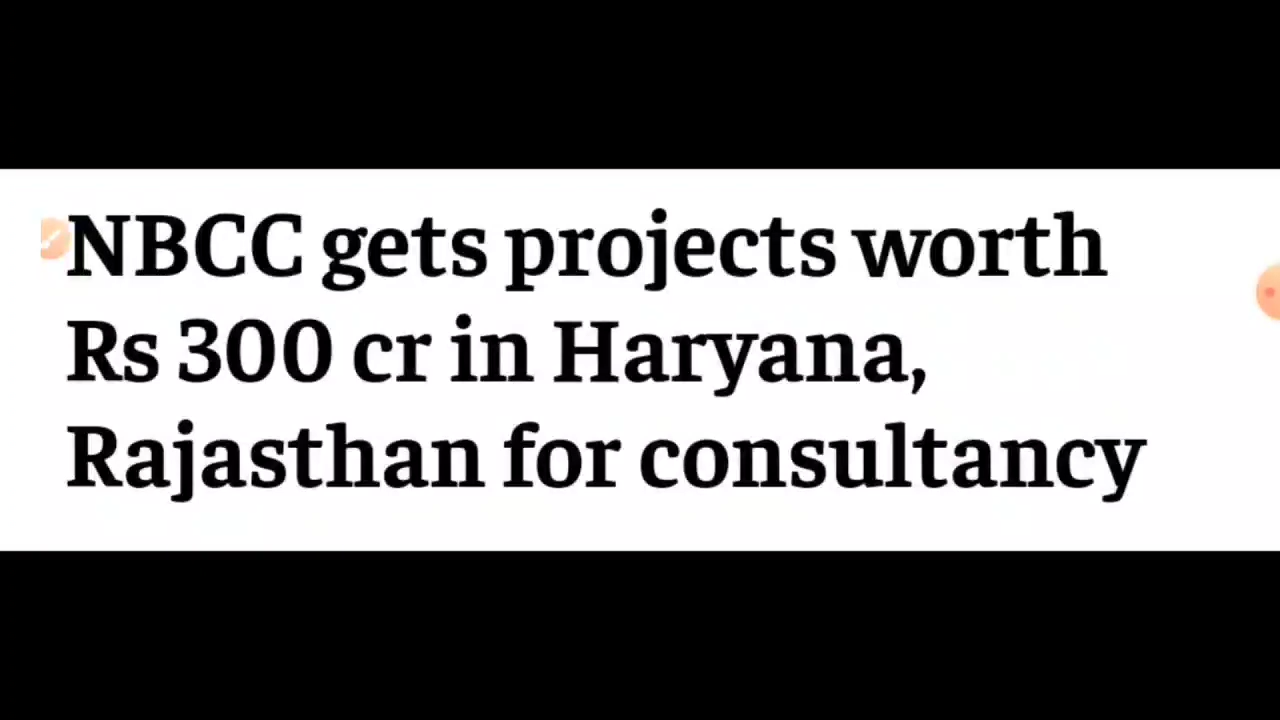 NBCC gets projects worth
Rs 300 cr in Haryana,
Rajasthan for consultancy